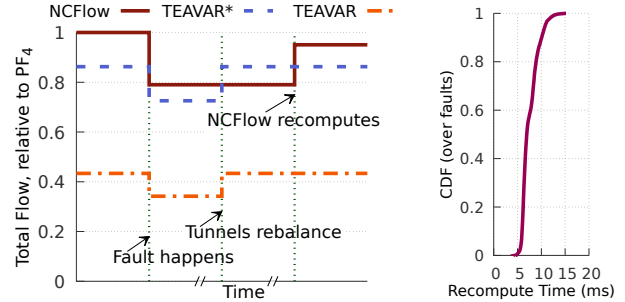 NCFlow TEAVAR* TEAVAR
Total Flow, relative to PF4
1
0.8
0.6
0.4
0.2
0
NCFlow recomputes
Tunnels rebalance
Fault happens
Time
CDF (over faults)
1
0.8
0.6
0.4
0.2
0
0 5 10 15 20
Recompute Time (ms)